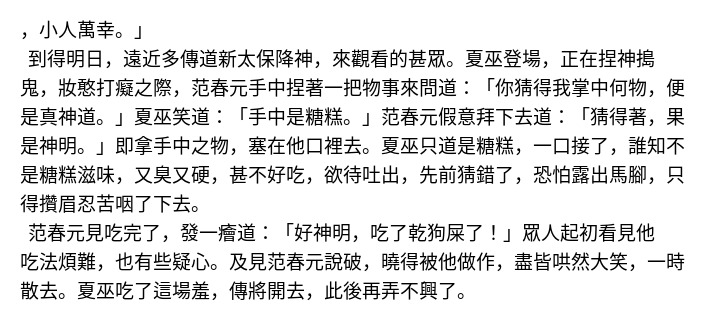 ，小人萬幸。」
到得明日，遠近多傳道新太保降神，來觀看的甚眾。夏巫登場，正在捏神搗
鬼，妝憨打癡之際，范春元手中捏著一把物事來問道：「你猜得我掌中何物，便
是真神道。」夏巫笑道：「手中是糖糕。」范春元假意拜下去道：「猜得著，果
是神明。」即拿手中之物，塞在他口裡去。夏巫只道是糖糕，一口接了，誰知不
是糖糕滋味，又臭又硬，甚不好吃，欲待吐出，先前猜錯了，恐怕露出馬腳，只
得攢眉忍苦咽了下去。
范春元見吃完了，發一癐道：「好神明，吃了乾狗屎了！」眾人起初看見他
吃法煩難，也有些疑心。及見范春元說破，曉得被他做作，盡皆哄然大笑，一時
散去。夏巫吃了這場羞，傳將開去，此後再弄不興了。